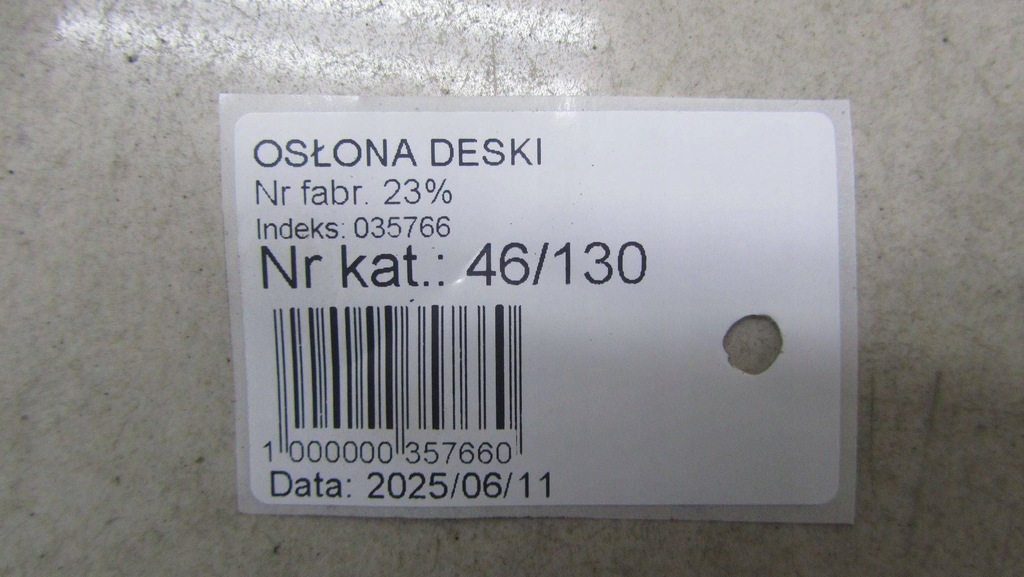 OSŁONA DESKI
Nr fabr. 23%
Indeks: 035766
Nr kat.: 46/130
1 000000 357660
Data: 2025/06/11